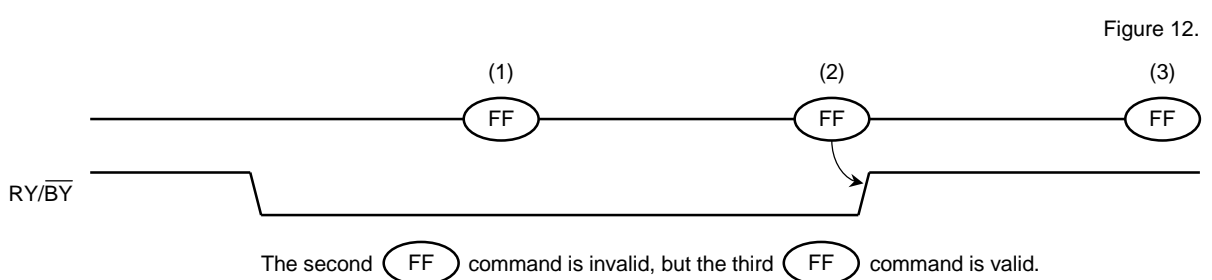 Figure 12.
(1) (2) (3)
FF FF FF
RY/B̅Y̅
The second FF command is invalid, but the third FF command is valid.